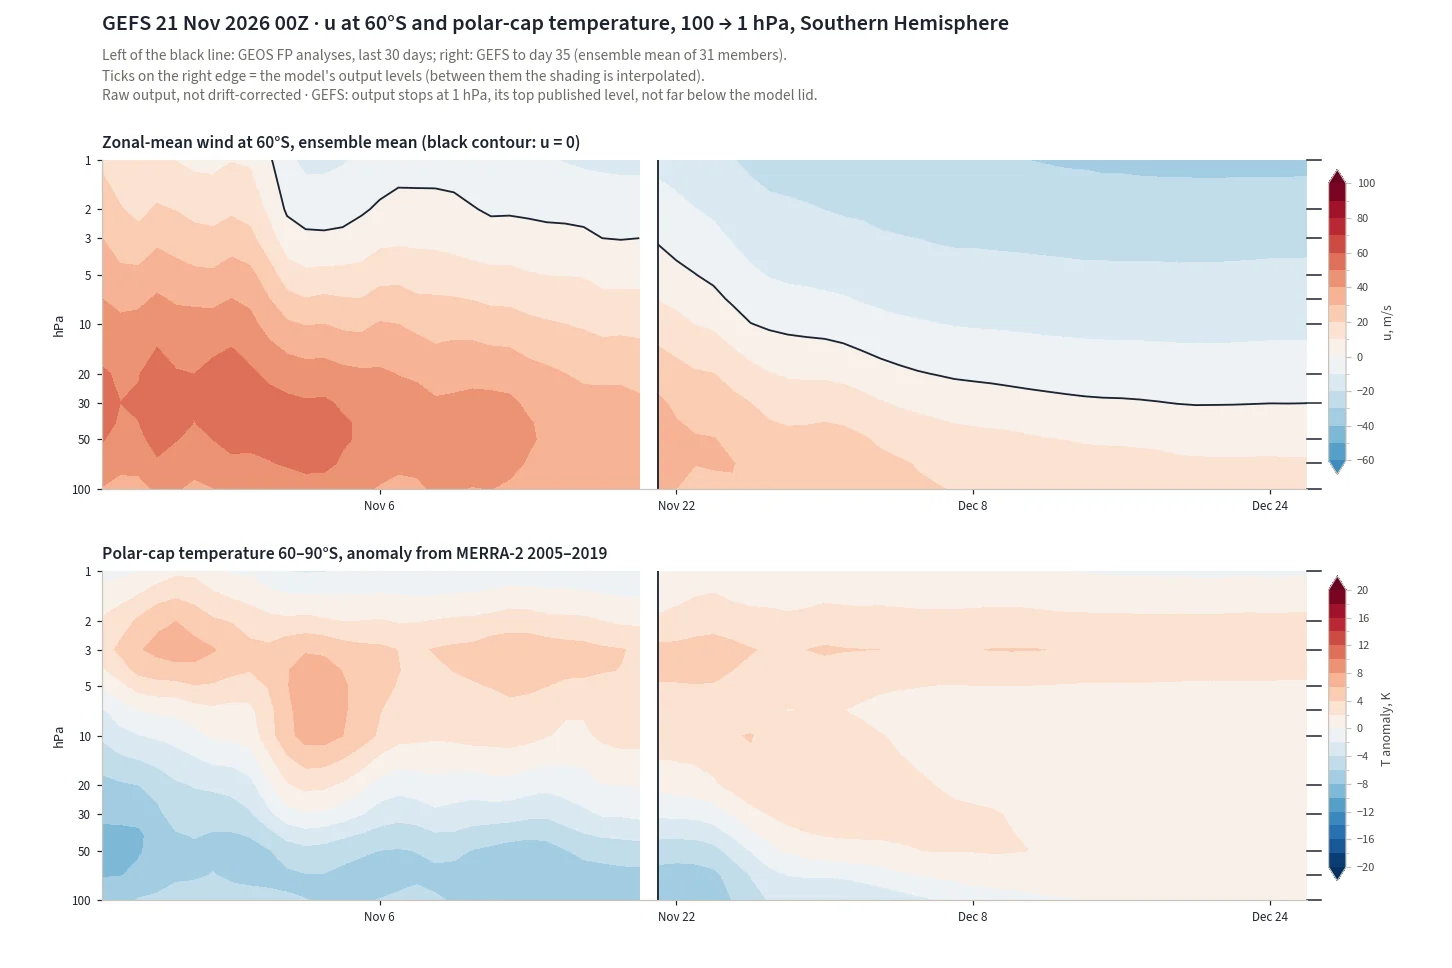 GEFS 21 Nov 2026 00Z · u at 60°S and polar-cap temperature, 100 → 1 hPa, Southern Hemisphere
Left of the black line: GEOS FP analyses, last 30 days; right: GEFS to day 35 (ensemble mean of 31 members).
Ticks on the right edge = the model's output levels (between them the shading is interpolated).
Raw output, not drift-corrected · GEFS: output stops at 1 hPa, its top published level, not far below the model lid.
Zonal-mean wind at 60°S, ensemble mean (black contour: u = 0)
hPa
1
2
3
5
10
20
30
50
100
Nov 6
Nov 22
Dec 8
Dec 24
100
80
60
40
20
0
−20
−40
−60
u, m/s
Polar-cap temperature 60–90°S, anomaly from MERRA-2 2005–2019
hPa
1
2
3
5
10
20
30
50
100
Nov 6
Nov 22
Dec 8
Dec 24
20
16
12
8
4
0
−4
−8
−12
−16
−20
T anomaly, K